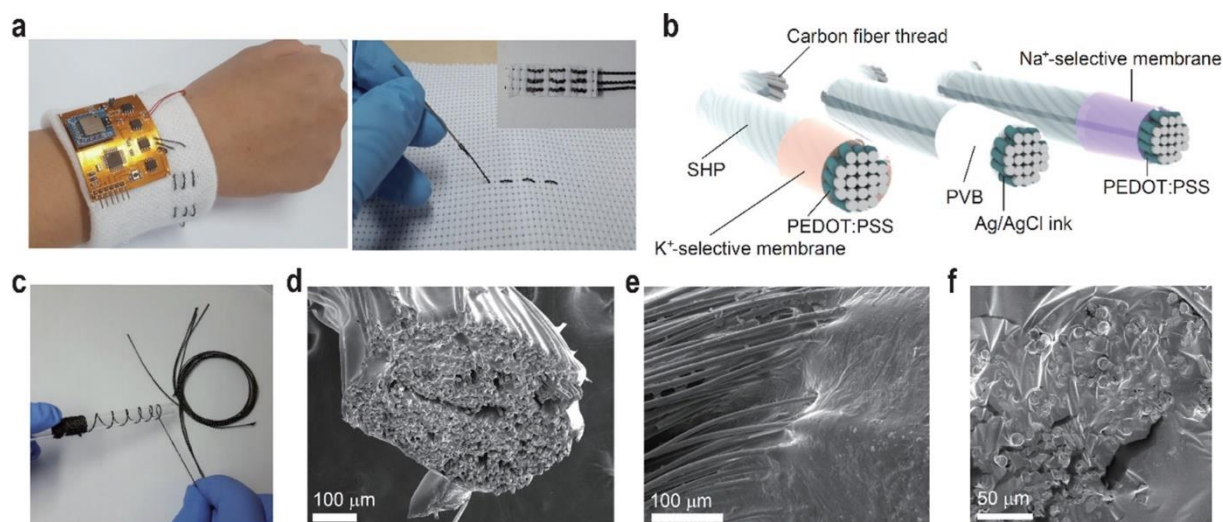 a
b
Carbon fiber thread
Na⁺-selective membrane
SHP
PVB
PEDOT:PSS
PEDOT:PSS
Ag/AgCl ink
K⁺-selective membrane
c
d
e
f
100 μm
100 μm
50 μm